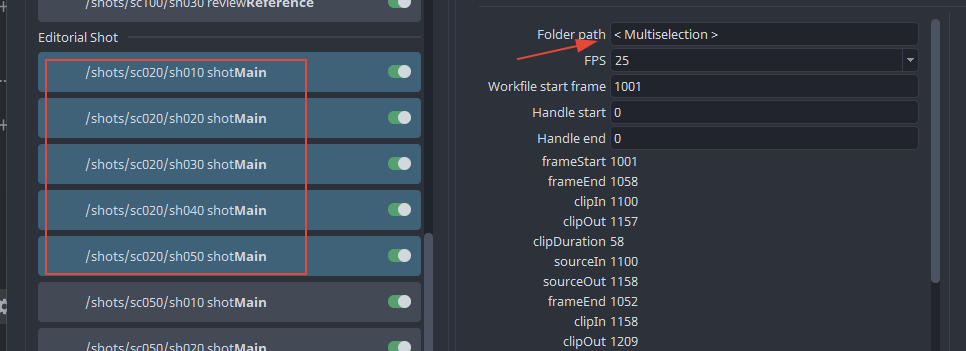 /shots/sc100/sh030 reviewReference
Editorial Shot
/shots/sc020/sh010 shotMain
/shots/sc020/sh020 shotMain
/shots/sc020/sh030 shotMain
/shots/sc020/sh040 shotMain
/shots/sc020/sh050 shotMain
/shots/sc050/sh010 shotMain
/shots/sc050/sh020 shotMain
Folder path < Multiselection >
FPS 25
Workfile start frame 1001
Handle start 0
Handle end 0
frameStart 1001
frameEnd 1058
clipIn 1100
clipOut 1157
clipDuration 58
sourceIn 1100
sourceOut 1158
frameEnd 1052
clipIn 1158
clipOut 1209